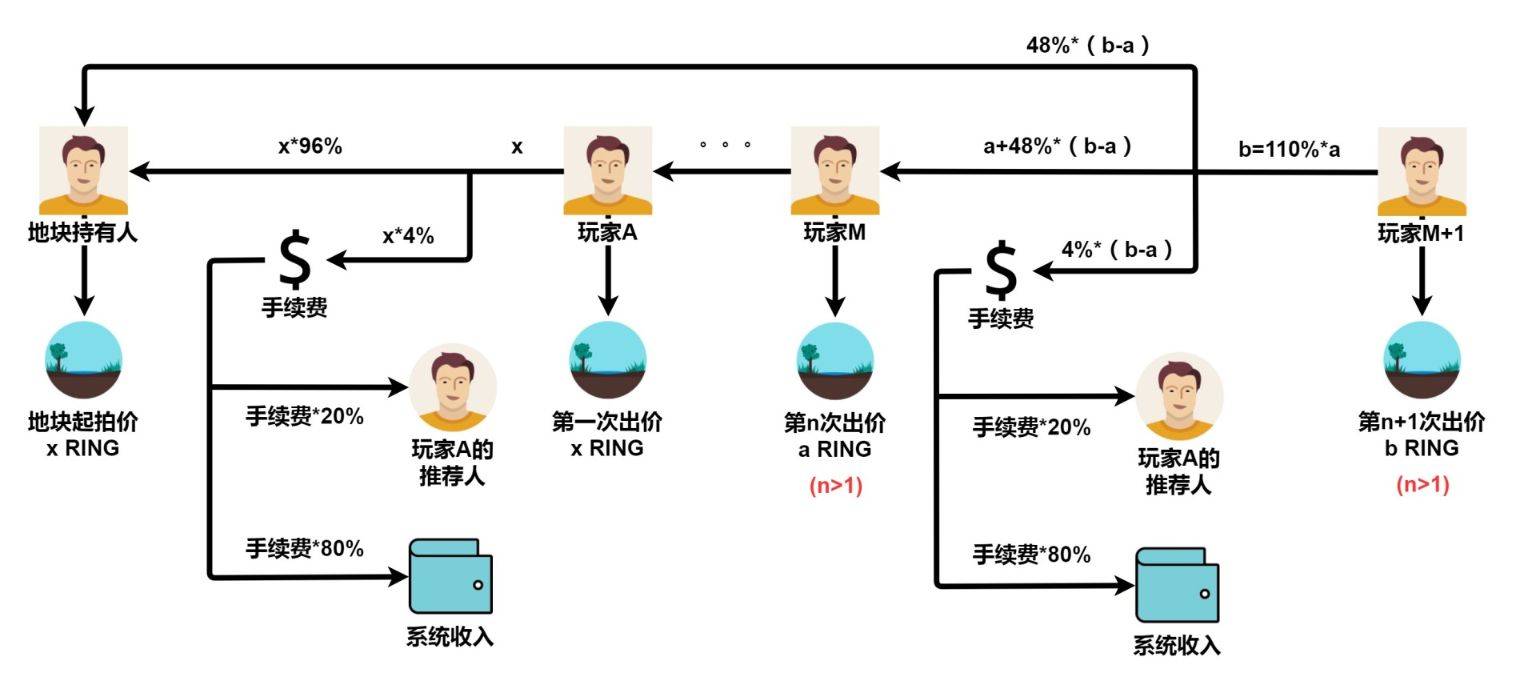 48%*（b-a）
x*96%
x
。。。
a+48%*（b-a）
b=110%*a
地块持有人
x*4%
玩家A
玩家M
4%*（b-a）
玩家M+1
$
手续费
$
手续费
手续费*20%
手续费*20%
地块起拍价
x RING
玩家A的
推荐人
第一次出价
x RING
第n次出价
a RING
(n>1)
玩家A的
推荐人
第n+1次出价
b RING
(n>1)
手续费*80%
手续费*80%
系统收入
系统收入